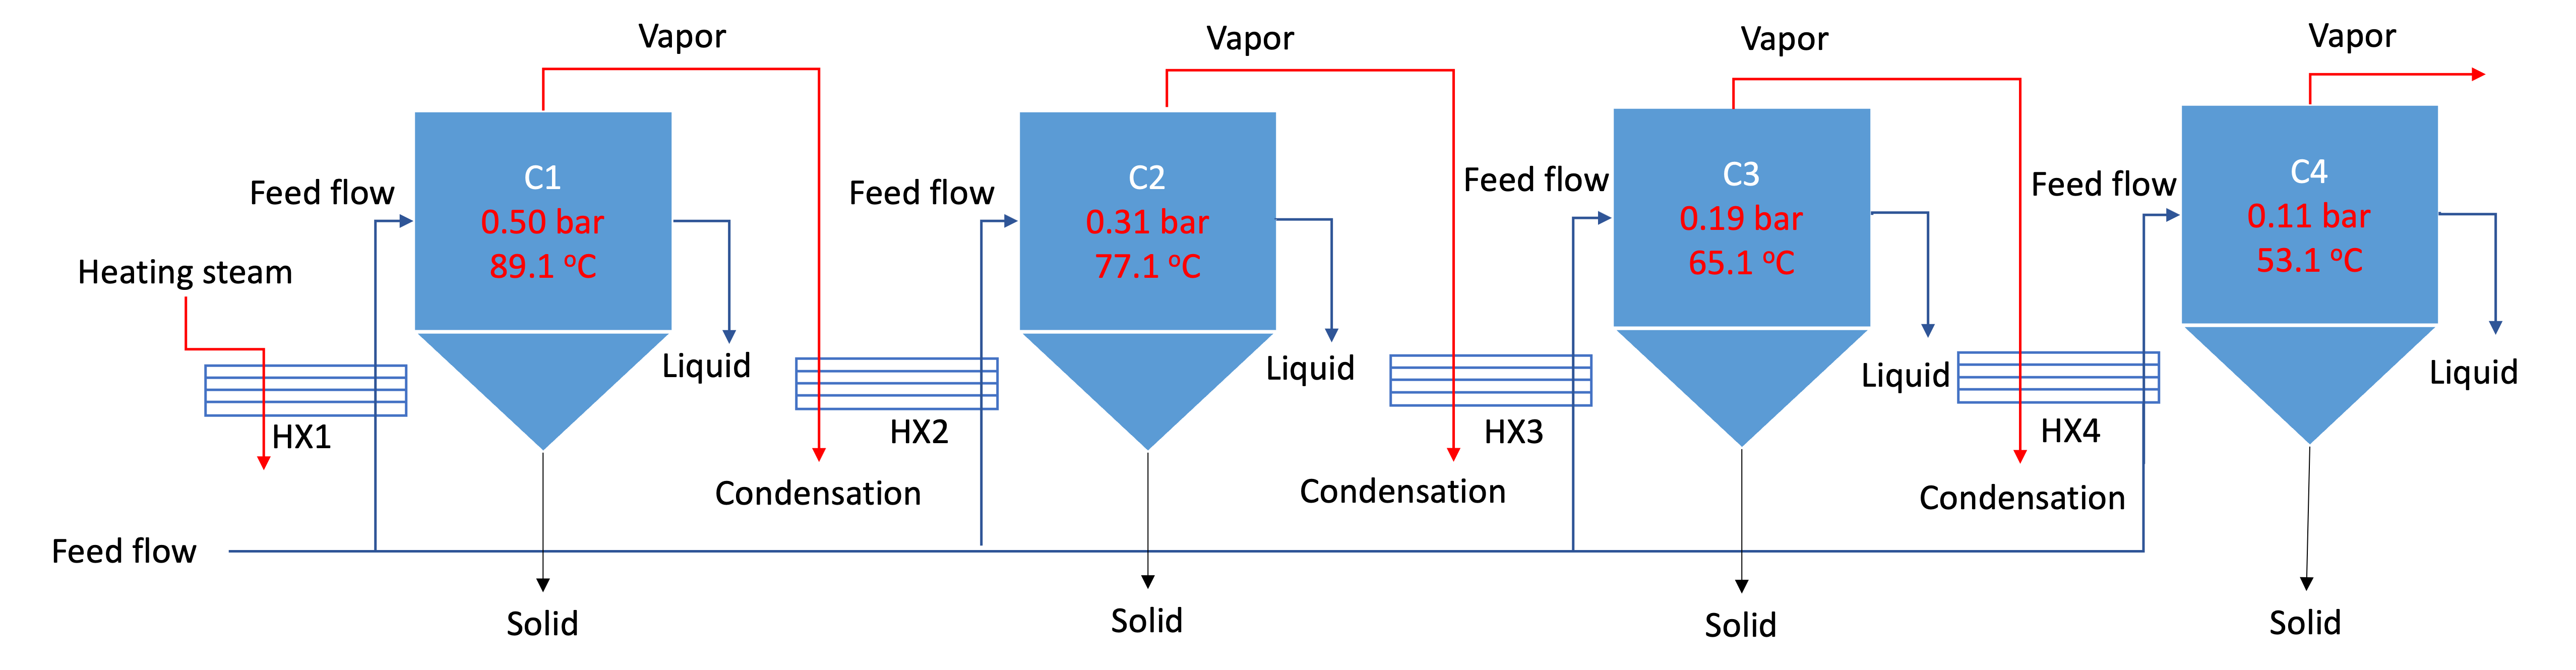 Vapor
Vapor
Vapor
Vapor
C1
0.50 bar
89.1 °C
C2
0.31 bar
77.1 °C
C3
0.19 bar
65.1 °C
C4
0.11 bar
53.1 °C
Feed flow
Feed flow
Feed flow
Feed flow
Heating steam
Liquid
Liquid
Liquid
Liquid
HX1
HX2
HX3
HX4
Condensation
Condensation
Condensation
Feed flow
Solid
Solid
Solid
Solid